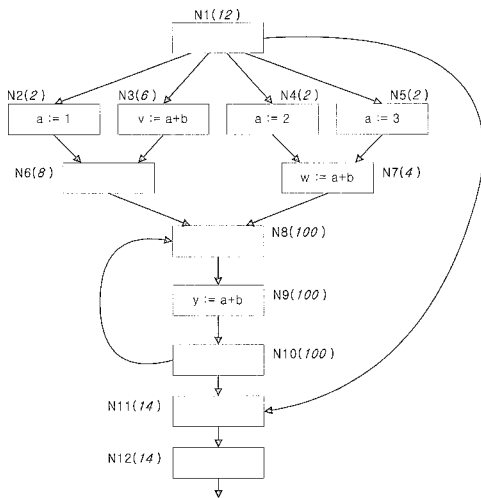 N1(12)
N2(2)
N3(6)
N4(2)
N5(2)
a := 1
v := a+b
a := 2
a := 3
N6(8)
w := a+b
N7(4)
N8(100)
y := a+b
N9(100)
N10(100)
N11(14)
N12(14)